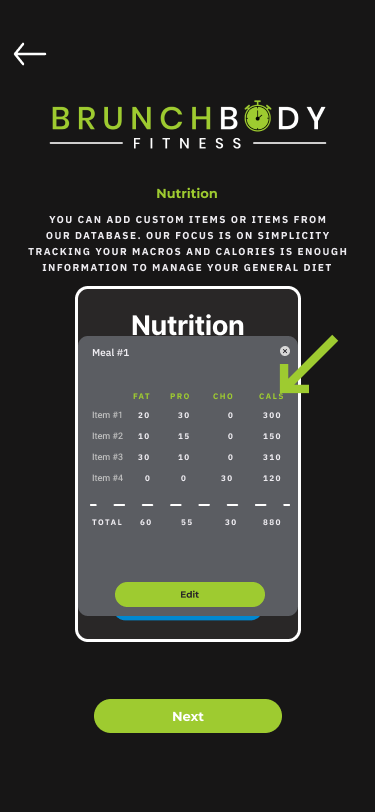 BRUNCHBODY
FITNESS
Nutrition
YOU CAN ADD CUSTOM ITEMS OR ITEMS FROM
OUR DATABASE. OUR FOCUS IS ON SIMPLICITY
TRACKING YOUR MACROS AND CALORIES IS ENOUGH
INFORMATION TO MANAGE YOUR GENERAL DIET
Nutrition
Meal #1
FAT PRO CHO CALS
Item #1 20 30 0 300
Item #2 10 15 0 150
Item #3 30 10 0 310
Item #4 0 0 30 120
TOTAL 60 55 30 880
Edit
Next